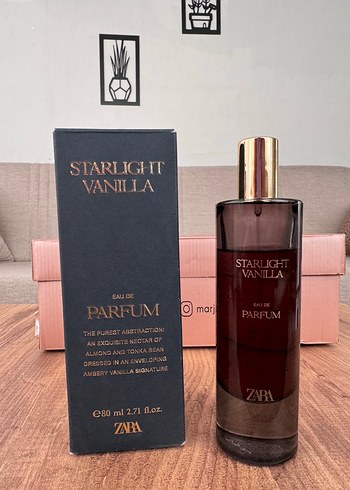 STARLIGHT
VANILLA
EAU DE
PARFUM
THE PUREST ABSTRACTION:
AN EXQUISITE NECTAR OF
ALMOND AND TONKA BEAN
DRESSED IN AN ENVELOPING
AMBERY VANILLA SIGNATURE
℮80 ml 2.71 fl.oz.
ZARA
STARLIGHT
VANILLA
EAU DE
PARFUM
ZARA